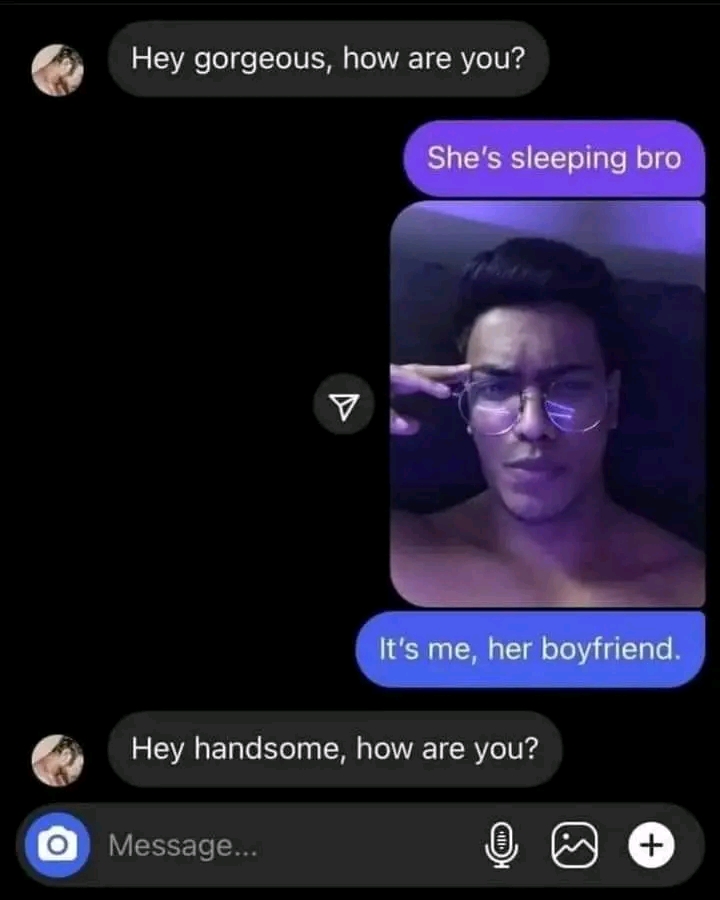 Hey gorgeous, how are you?
She's sleeping bro
It's me, her boyfriend.
Hey handsome, how are you?
Message...